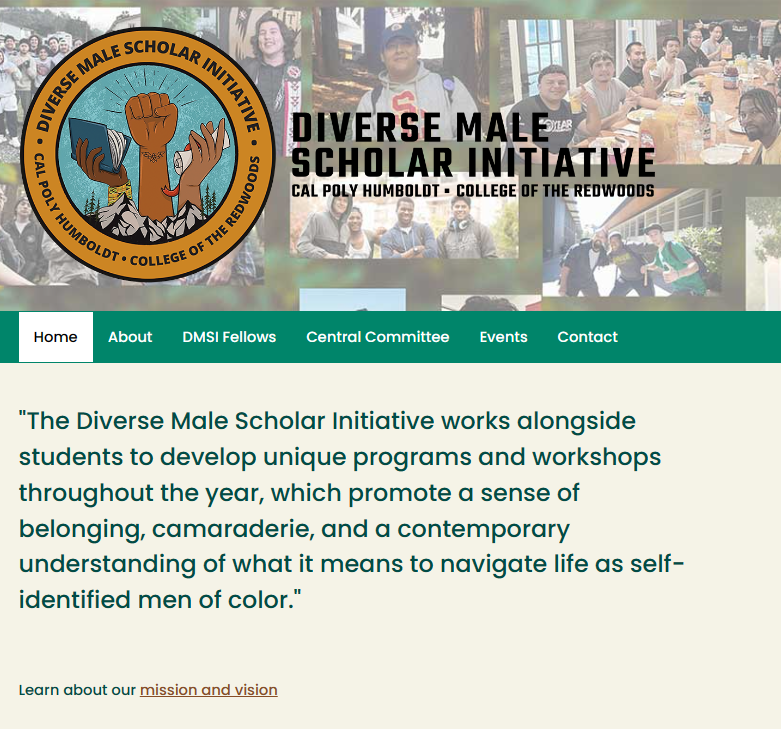 DIVERSE MALE SCHOLAR INITIATIVE
CAL POLY HUMBOLDT • COLLEGE OF THE REDWOODS
DIVERSE MALE
SCHOLAR INITIATIVE
CAL POLY HUMBOLDT • COLLEGE OF THE REDWOODS
Home About DMSI Fellows Central Committee Events Contact
"The Diverse Male Scholar Initiative works alongside
students to develop unique programs and workshops
throughout the year, which promote a sense of
belonging, camaraderie, and a contemporary
understanding of what it means to navigate life as self-
identified men of color."
Learn about our mission and vision